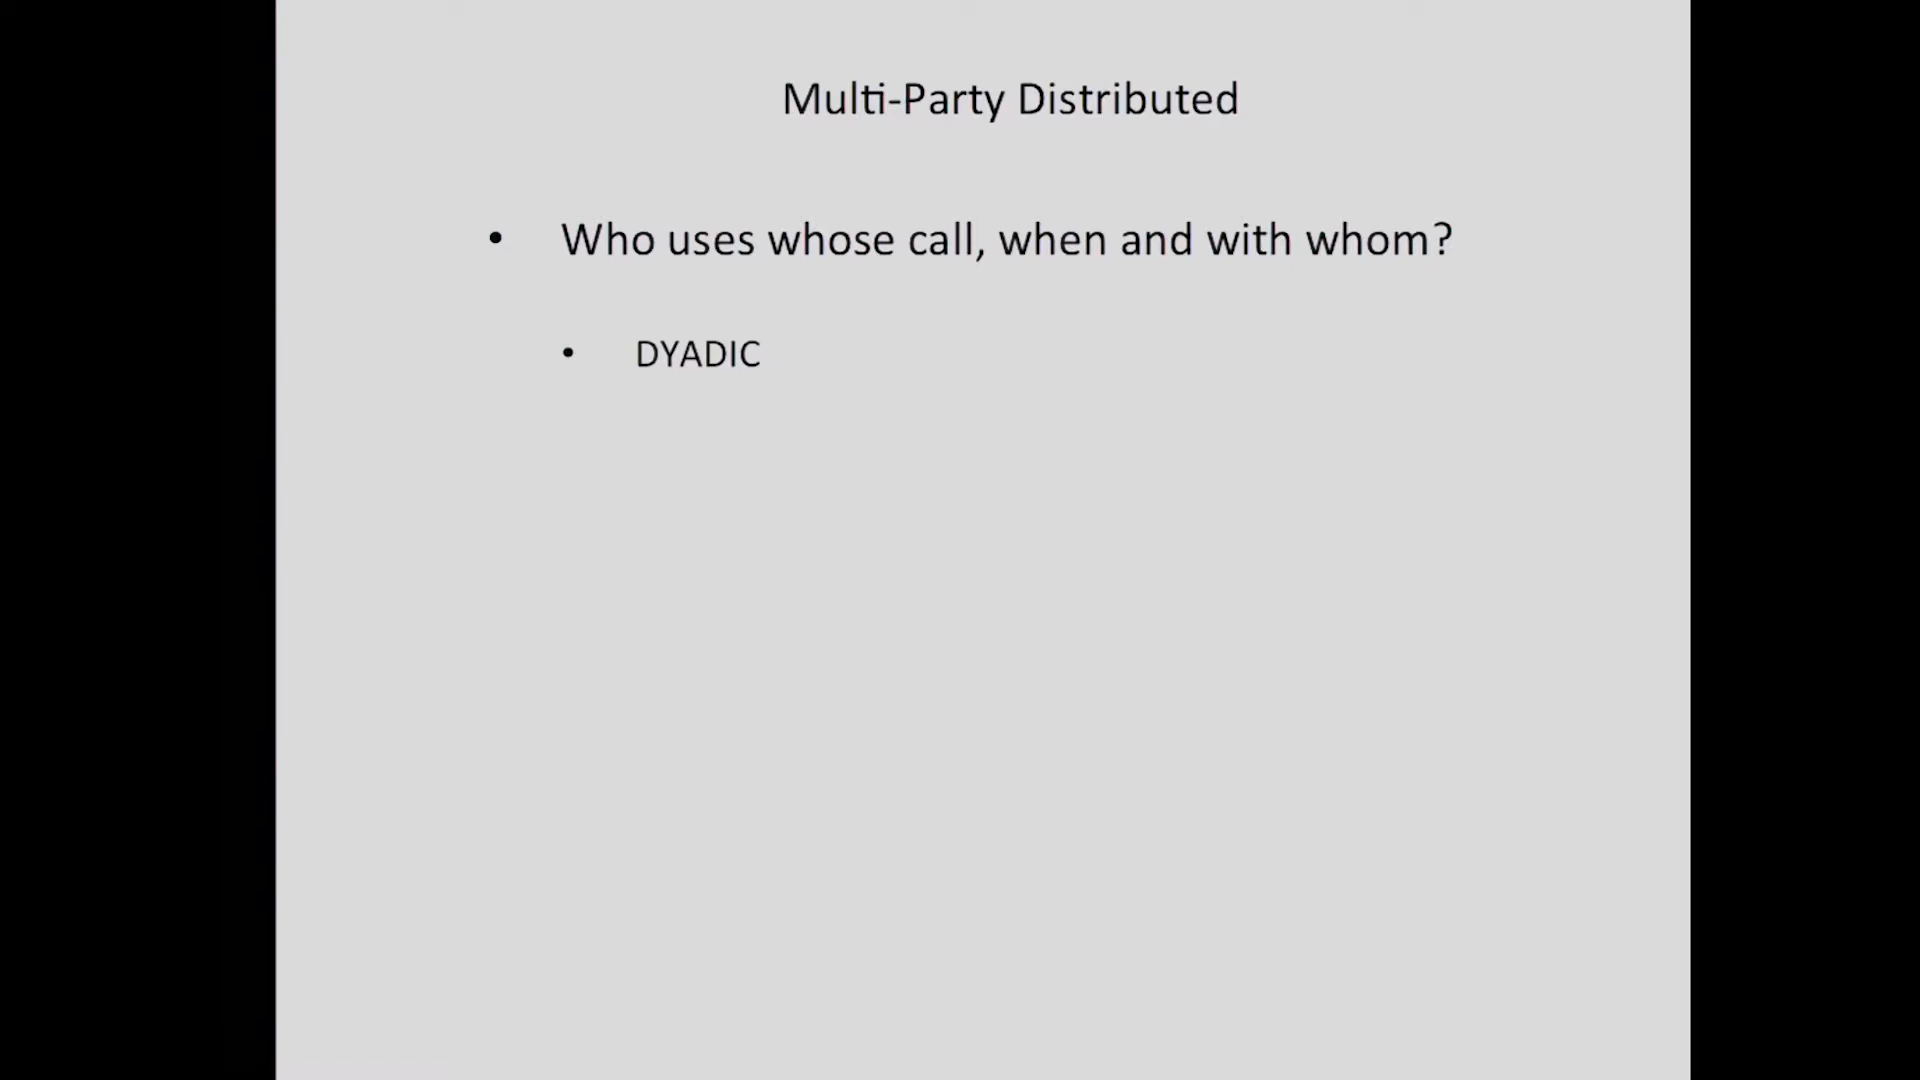 Multi-Party Distributed
• Who uses whose call, when and with whom?
• DYADIC